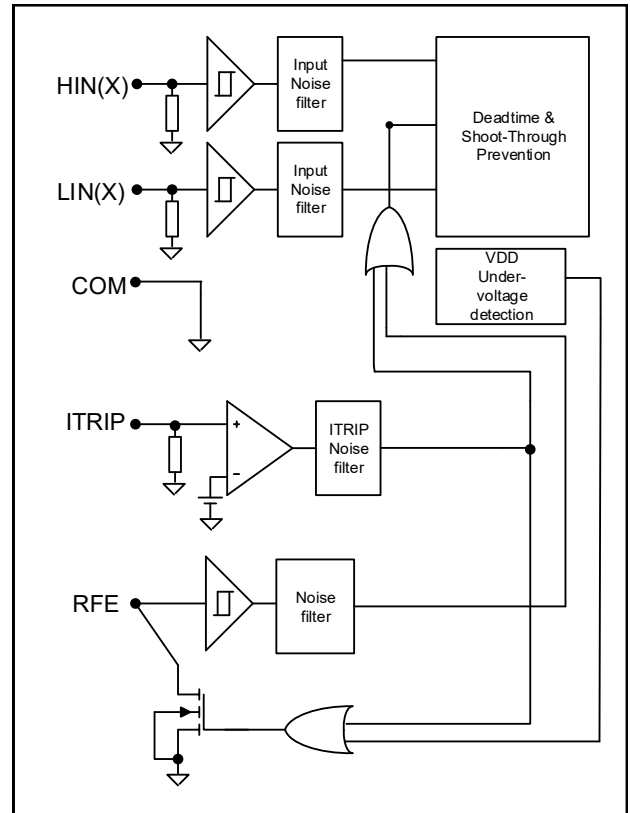 HIN(X)
Input
Noise
filter
Deadtime &
Shoot-Through
Prevention
LIN(X)
Input
Noise
filter
VDD
Under-
voltage
detection
COM
ITRIP
+
−
ITRIP
Noise
filter
RFE
Noise
filter